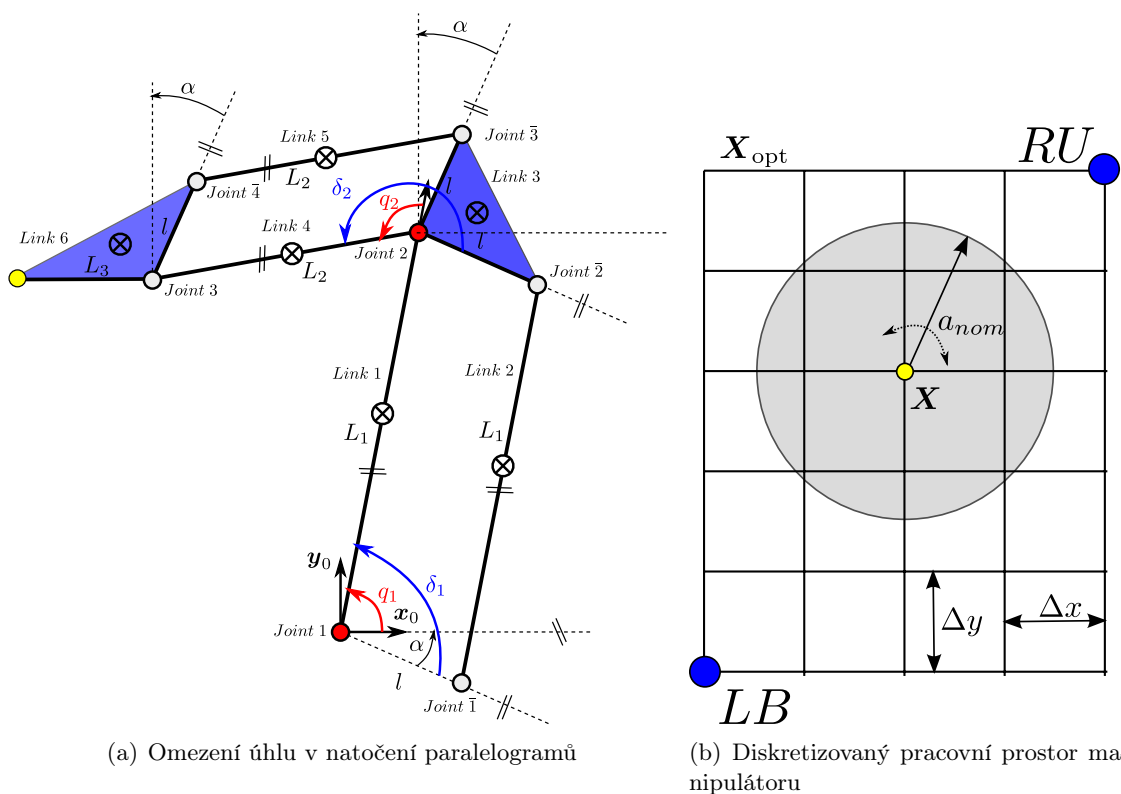 α
α
Link 5
Joint 3̅
L₂
Joint 4̅
δ₂
q₂
l
Link 3
Link 4
l
Link 6
l
L₃
Joint 2
L₂
Joint 3
Joint 2̅
Link 1
Link 2
L₁
L₁
y₀
δ₁
q₁
x₀
Joint 1
α
l
Joint 1̅
(a) Omezení úhlu v natočení paralelogramů
X opt
RU
a nom
X
Δy
Δx
LB
(b) Diskretizovaný pracovní prostor ma
nipulátoru